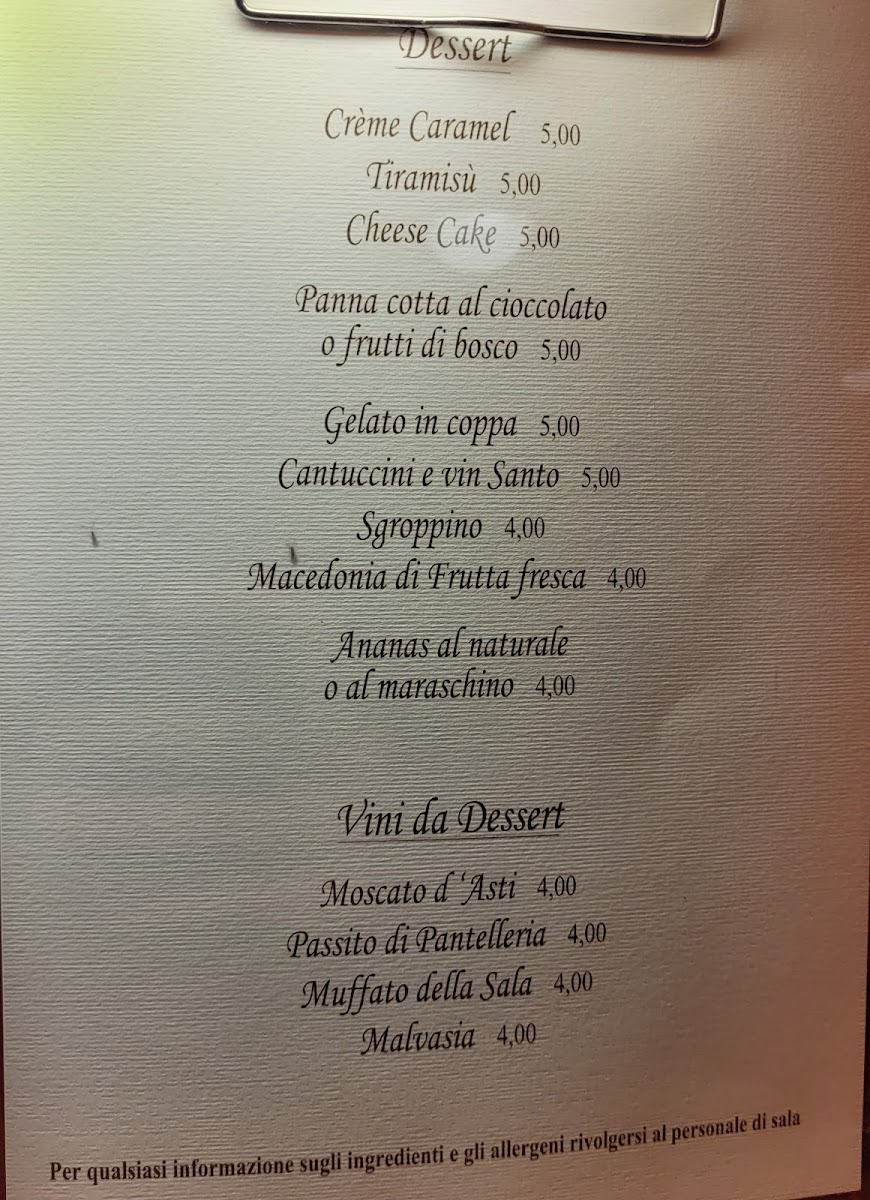 Dessert
Crème Caramel 5,00
Tiramisù 5,00
Cheese Cake 5,00
Panna cotta al cioccolato
o frutti di bosco 5,00
Gelato in coppa 5,00
Cantuccini e vin Santo 5,00
Sgroppino 4,00
Macedonia di Frutta fresca 4,00
Ananas al naturale
o al maraschino 4,00
Vini da Dessert
Moscato d ‘Asti 4,00
Passito di Pantelleria 4,00
Muffato della Sala 4,00
Malvasia 4,00
Per qualsiasi informazione sugli ingredienti e gli allergeni rivolgersi al personale di sala